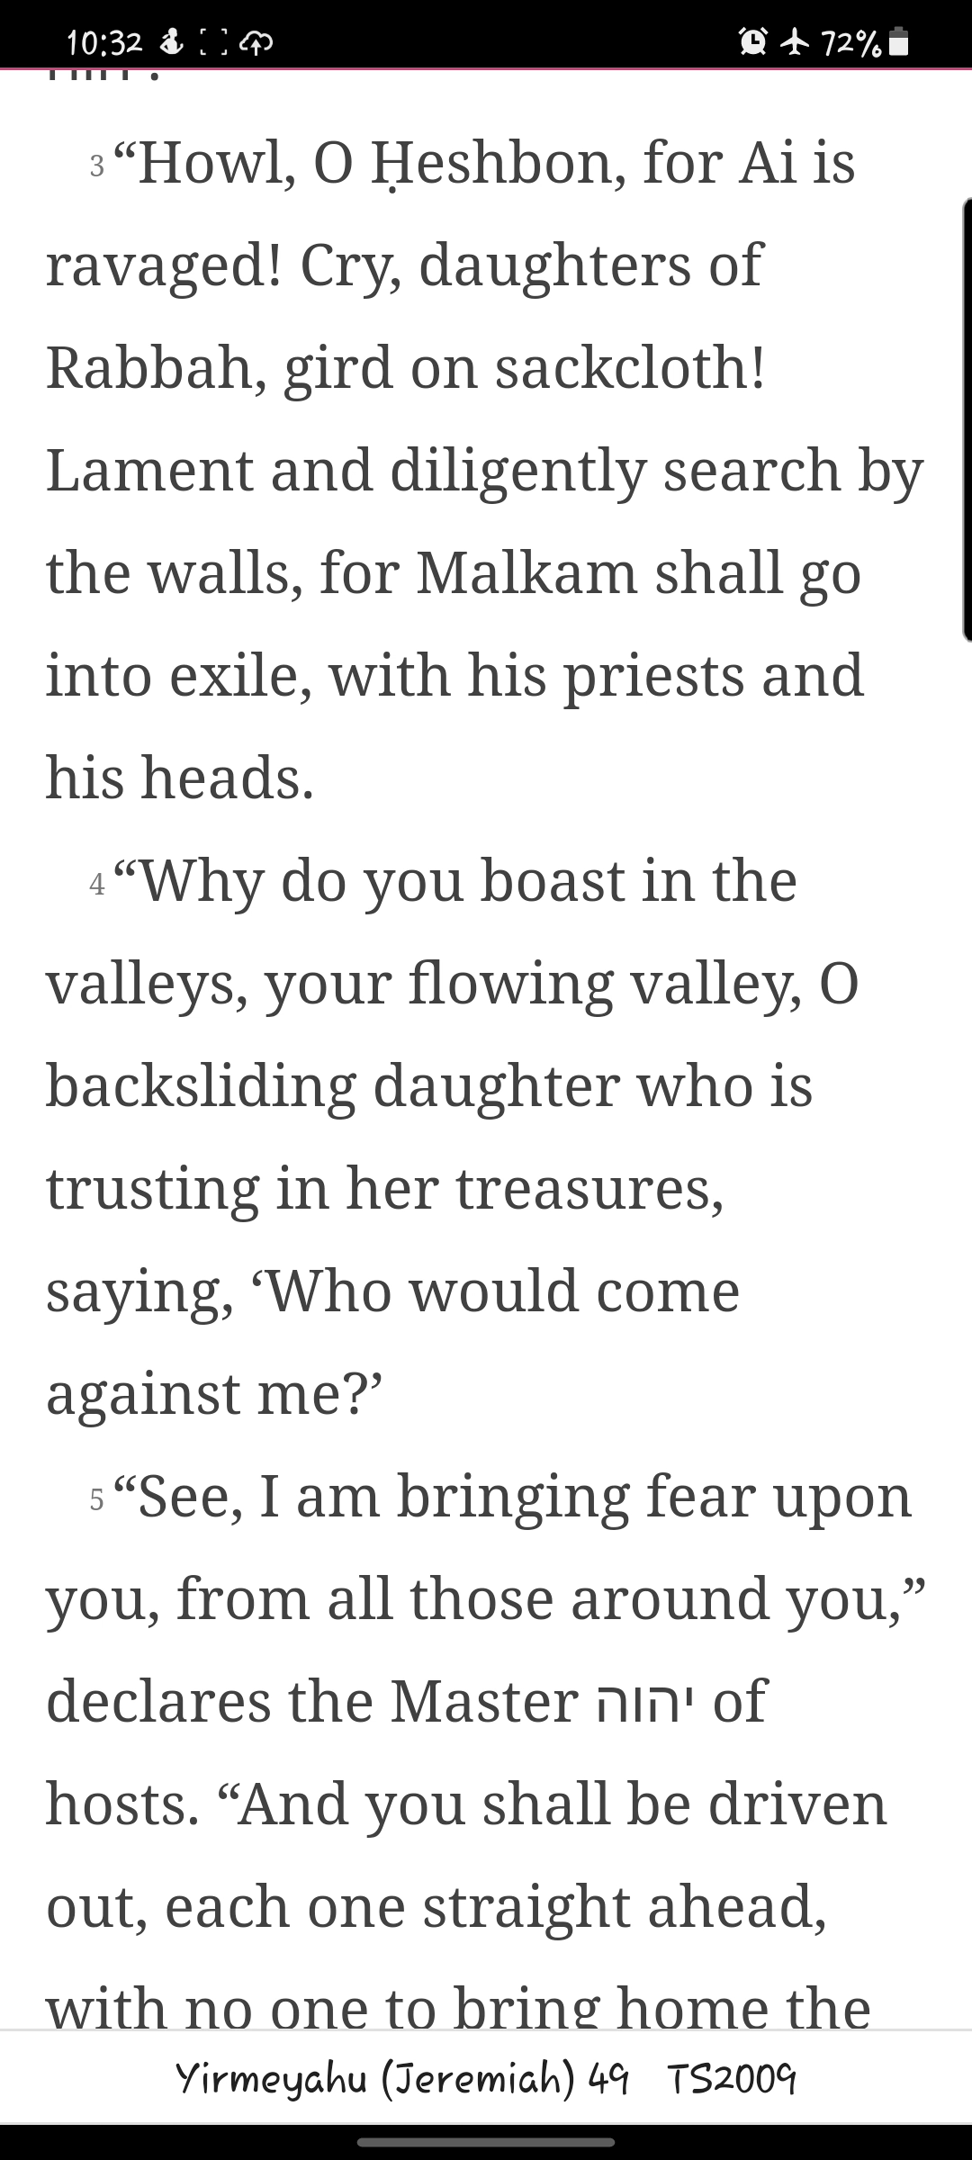 10:32
72%
3 “Howl, O Ḥeshbon, for Ai is
ravaged! Cry, daughters of
Rabbah, gird on sackcloth!
Lament and diligently search by
the walls, for Malkam shall go
into exile, with his priests and
his heads.
4 “Why do you boast in the
valleys, your flowing valley, O
backsliding daughter who is
trusting in her treasures,
saying, ‘Who would come
against me?’
5 “See, I am bringing fear upon
you, from all those around you,”
declares the Master יהוה of
hosts. “And you shall be driven
out, each one straight ahead,
with no one to bring home the
Yirmeyahu (Jeremiah) 49 TS2009